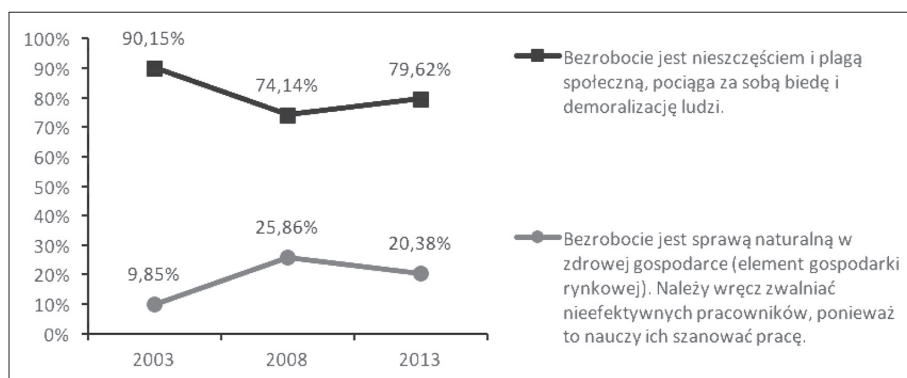 100%
90%
80%
70%
60%
50%
40%
30%
20%
10%
0%
90,15%
74,14%
79,62%
9,85%
25,86%
20,38%
2003 2008 2013
Bezrobocie jest nieszczęściem i plagą
społeczną, pociąga za sobą biedę i
demoralizację ludzi.
Bezrobocie jest sprawą naturalną w
zdrowej gospodarce (element gospodarki
rynkowej). Należy wręcz zwalniać
nieefektywnych pracowników, ponieważ
to nauczy ich szanować pracę.